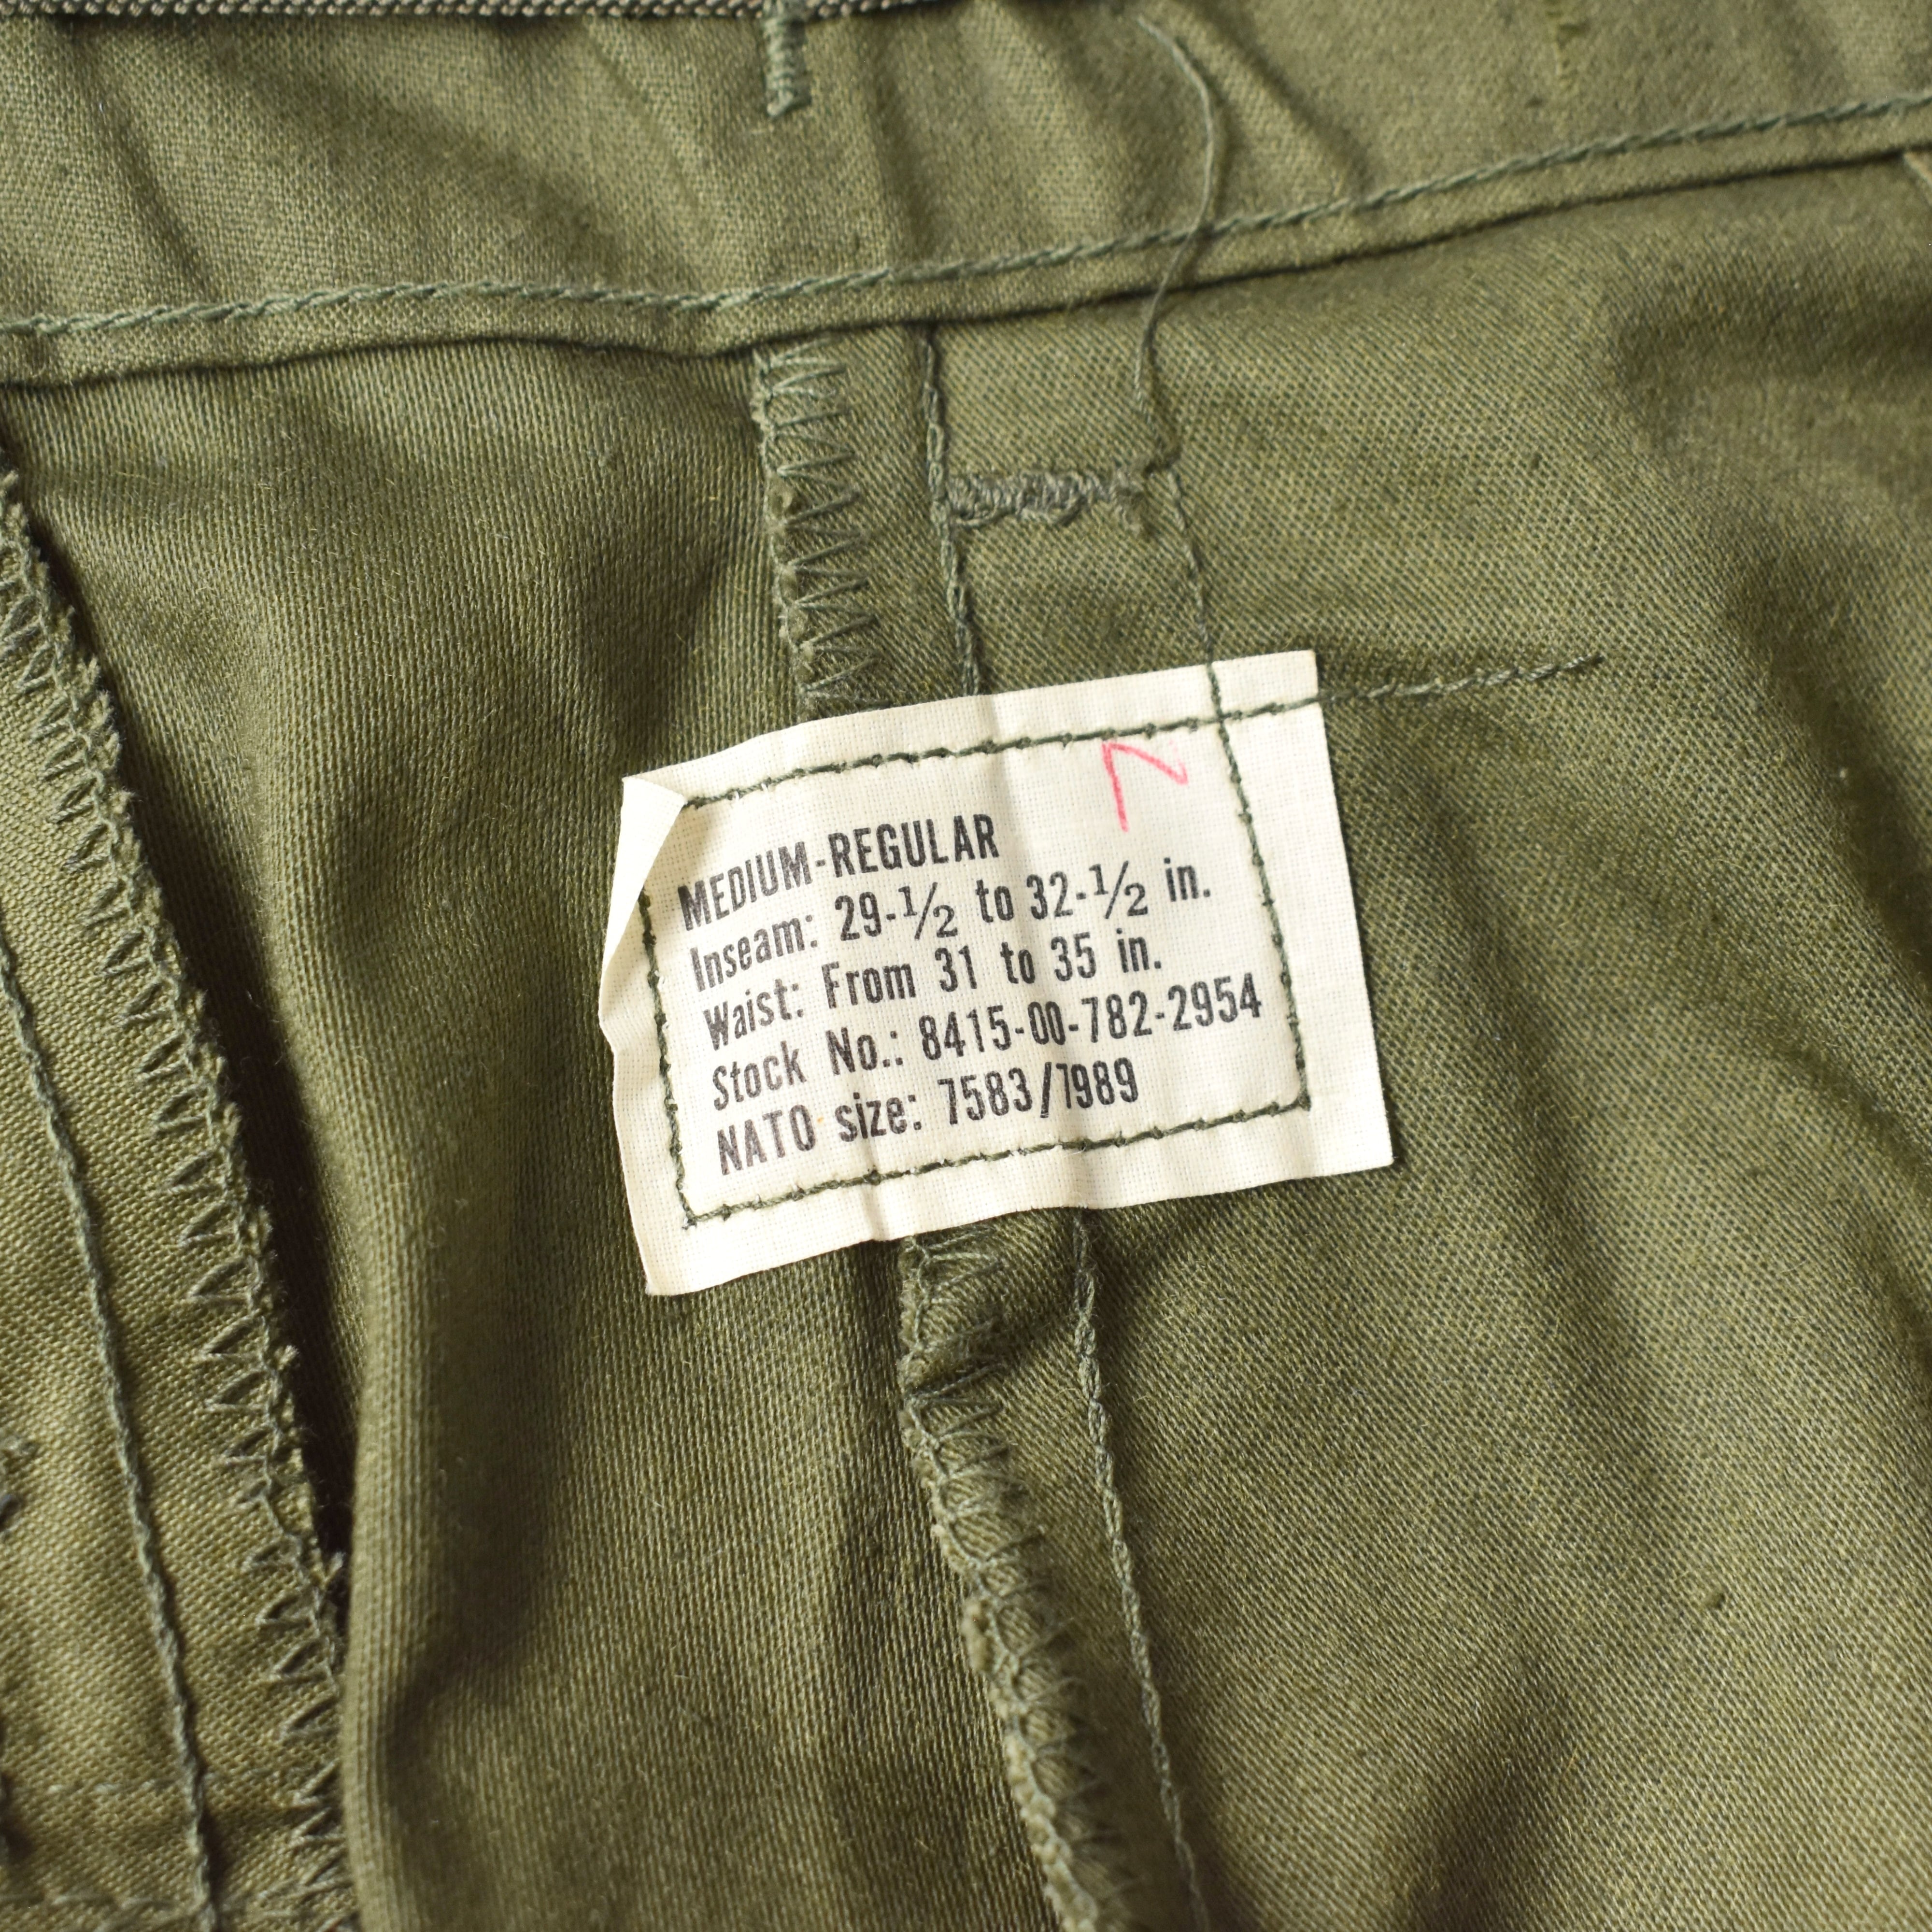 7
MEDIUM-REGULAR
Inseam: 29-1/2 to 32-1/2 in.
Waist: From 31 to 35 in.
Stock No.: 8415-00-782-2954
NATO size: 7583/7989